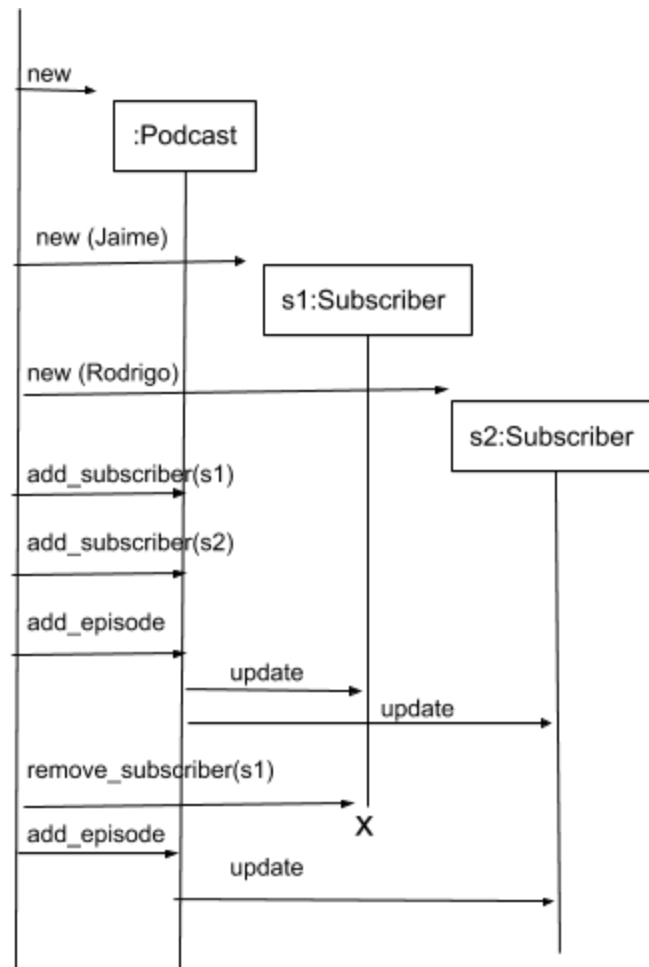 new
:Podcast
new (Jaime)
s1:Subscriber
new (Rodrigo)
s2:Subscriber
add_subscriber(s1)
add_subscriber(s2)
add_episode
update
update
remove_subscriber(s1)
X
add_episode
update